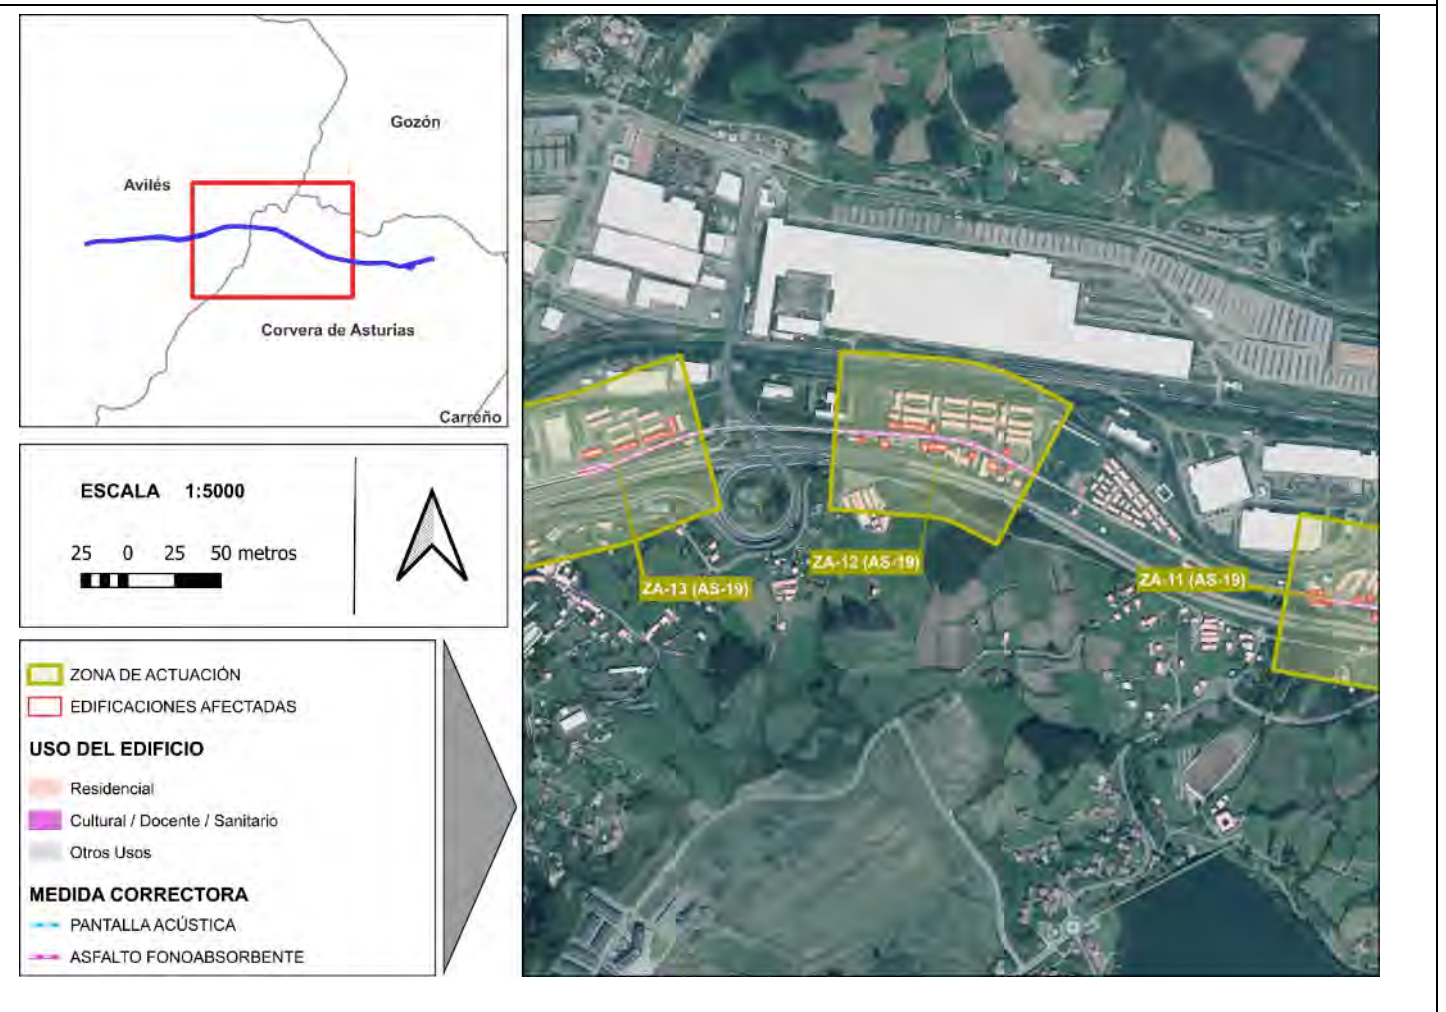 Gozón
Avilés
Corvera de Asturias
Carreño
ESCALA 1:5000
25 0 25 50 metros
ZONA DE ACTUACIÓN
EDIFICACIONES AFECTADAS
USO DEL EDIFICIO
Residencial
Cultural / Docente / Sanitario
Otros Usos
MEDIDA CORRECTORA
PANTALLA ACÚSTICA
ASFALTO FONOABSORBENTE
ZA-12 (AS-19)
ZA-11 (AS-19)
ZA-13 (AS-19)